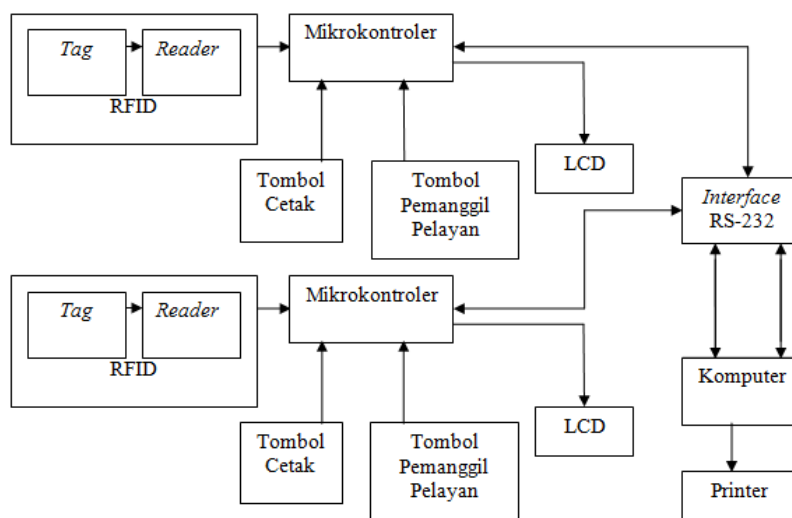 Tag
Reader
RFID
Mikrokontroler
Tombol
Cetak
Tombol
Pemanggil
Pelayan
LCD
Interface
RS-232
Tag
Reader
RFID
Mikrokontroler
Tombol
Cetak
Tombol
Pemanggil
Pelayan
LCD
Komputer
Printer